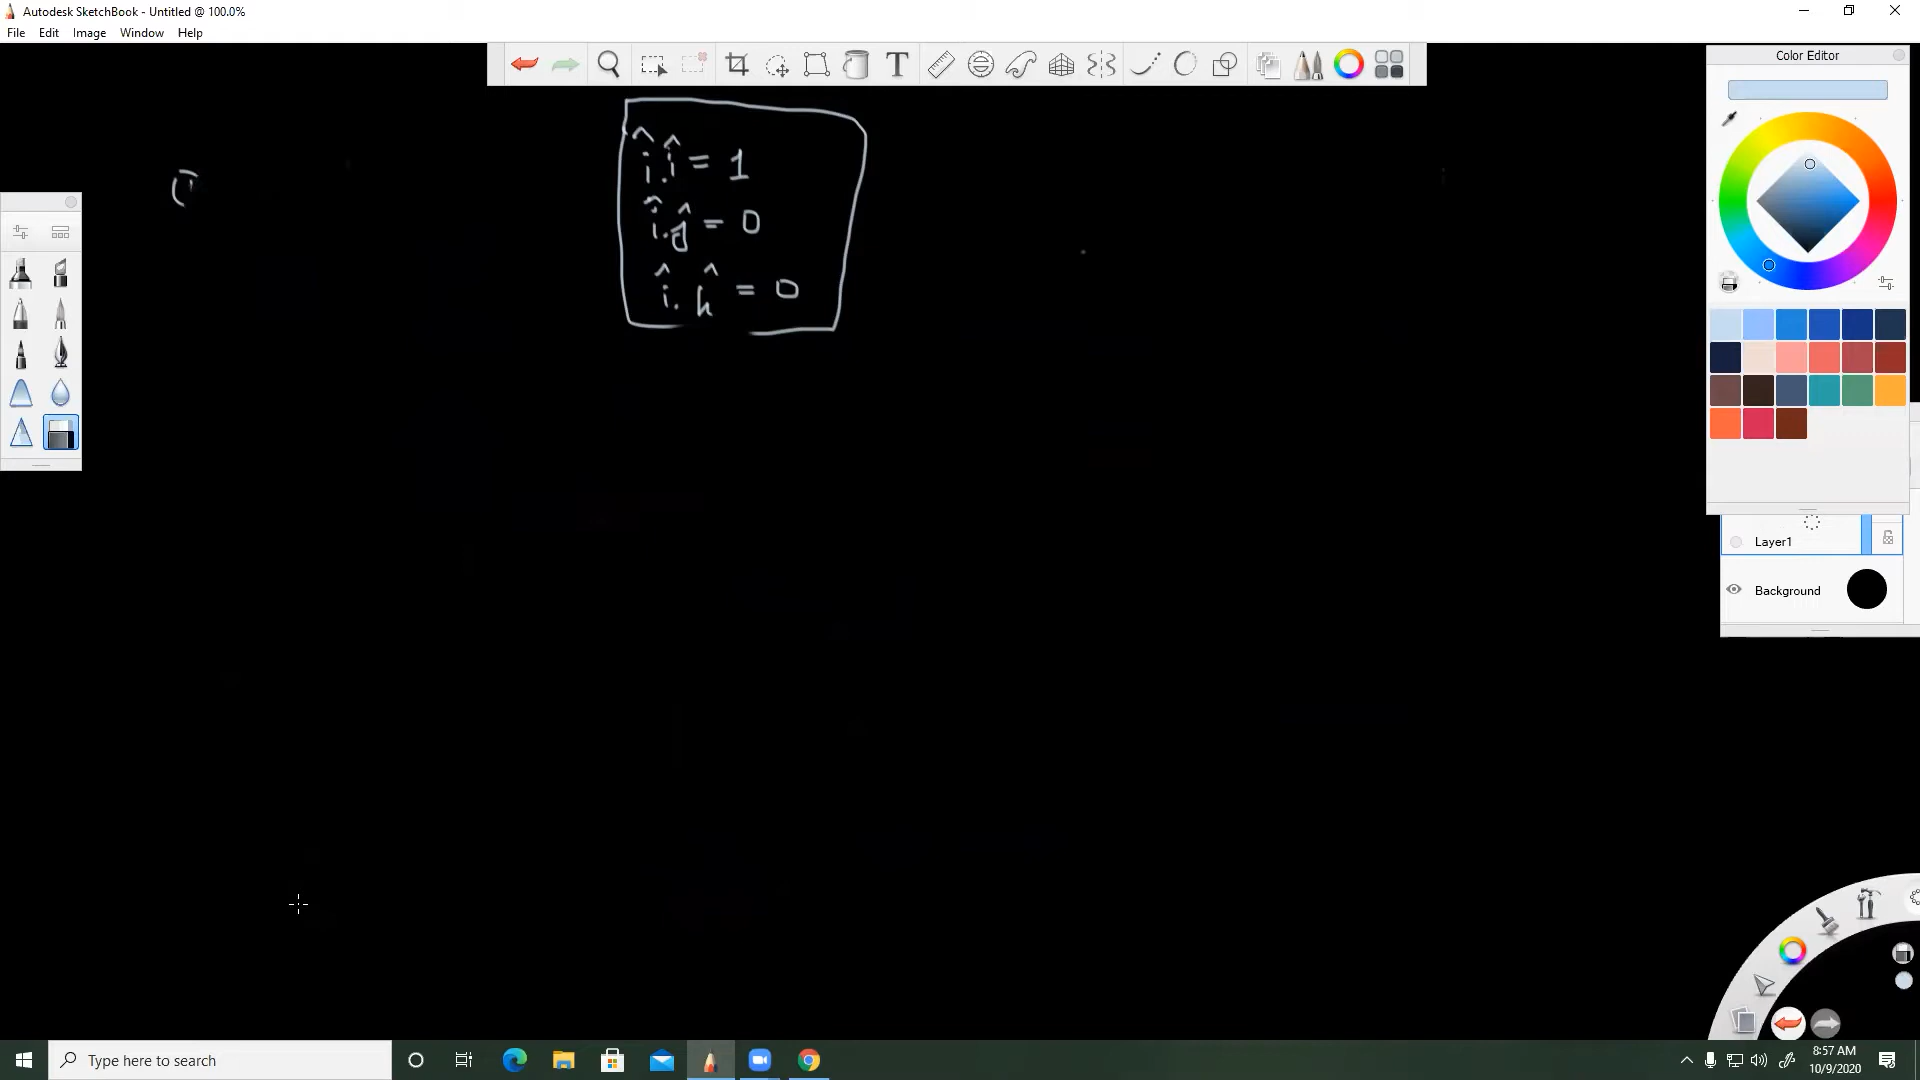 Autodesk SketchBook - Untitled @ 100.0%
File Edit Image Window Help
Color Editor
î.î = 1
î.ĵ = 0
î. k̂ = 0
Layer1
Background
Type here to search
8:57 AM
10/9/2020